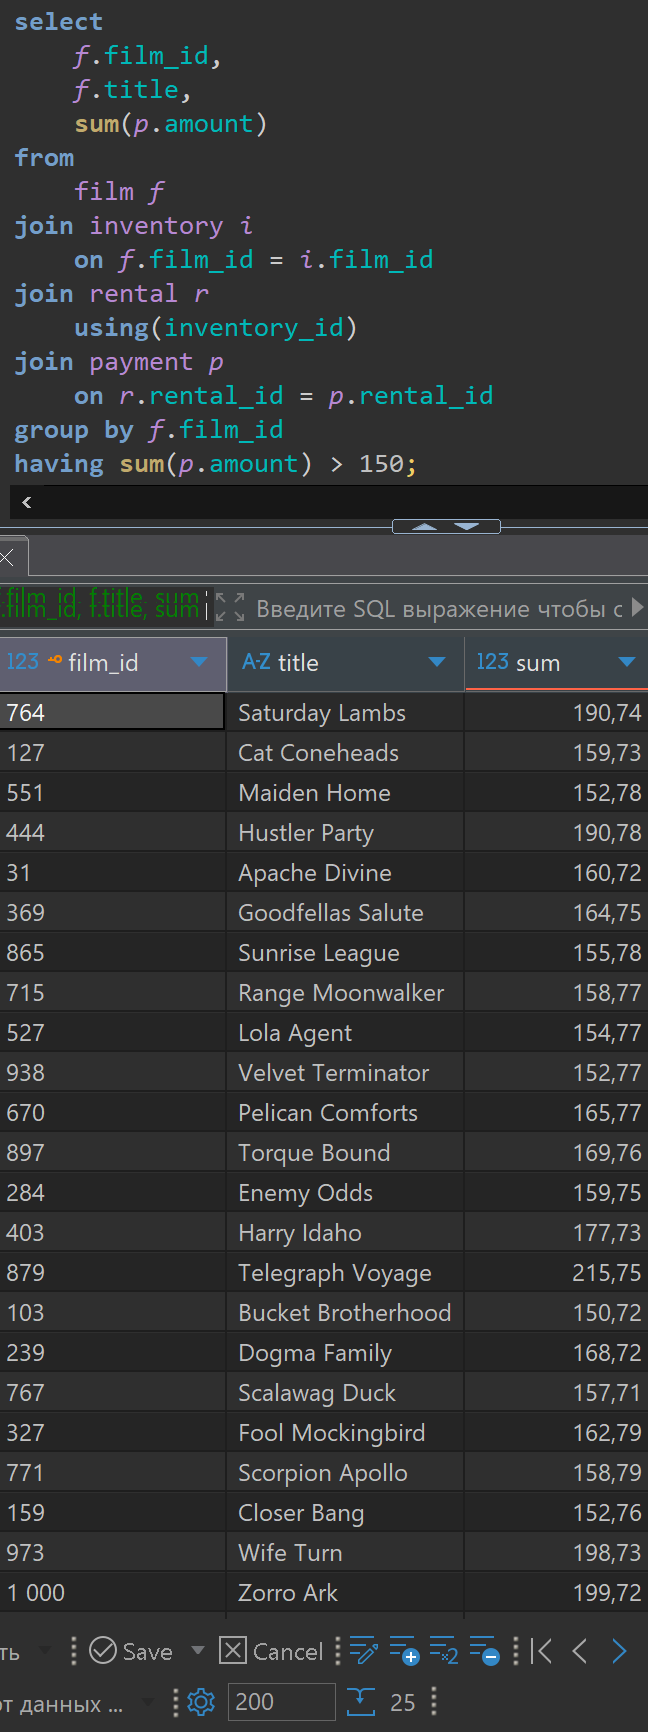 select
f.film_id,
f.title,
sum(p.amount)
from
film f
join inventory i
on f.film_id = i.film_id
join rental r
using(inventory_id)
join payment p
on r.rental_id = p.rental_id
group by f.film_id
having sum(p.amount) > 150;
film_id, f.title, sum Введите SQL выражение чтобы с
123 film_id A-Z title 123 sum
764 Saturday Lambs 190,74
127 Cat Coneheads 159,73
551 Maiden Home 152,78
444 Hustler Party 190,78
31 Apache Divine 160,72
369 Goodfellas Salute 164,75
865 Sunrise League 155,78
715 Range Moonwalker 158,77
527 Lola Agent 154,77
938 Velvet Terminator 152,77
670 Pelican Comforts 165,77
897 Torque Bound 169,76
284 Enemy Odds 159,75
403 Harry Idaho 177,73
879 Telegraph Voyage 215,75
103 Bucket Brotherhood 150,72
239 Dogma Family 168,72
767 Scalawag Duck 157,71
327 Fool Mockingbird 162,79
771 Scorpion Apollo 158,79
159 Closer Bang 152,76
973 Wife Turn 198,73
1 000 Zorro Ark 199,72
ть Save Cancel
от данных ... 200 25